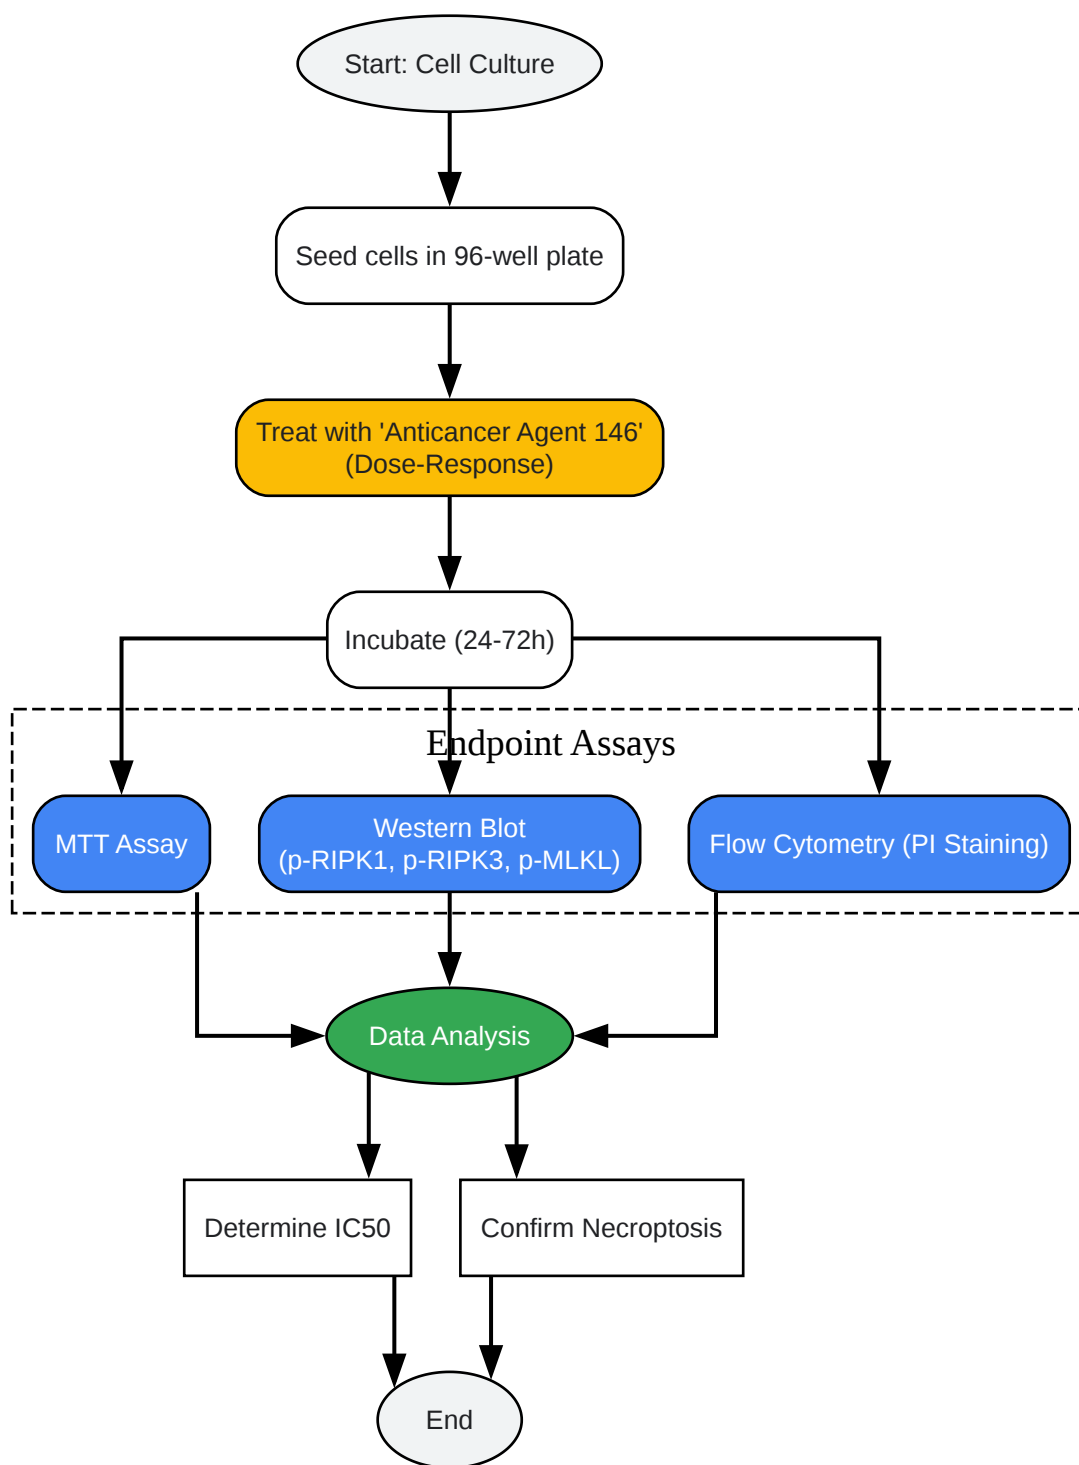 Start: Cell Culture
Seed cells in 96-well plate
Treat with 'Anticancer Agent 146'
(Dose-Response)
Incubate (24-72h)
Endpoint Assays
MTT Assay
Western Blot
(p-RIPK1, p-RIPK3, p-MLKL)
Flow Cytometry (PI Staining)
Data Analysis
Determine IC50
Confirm Necroptosis
End